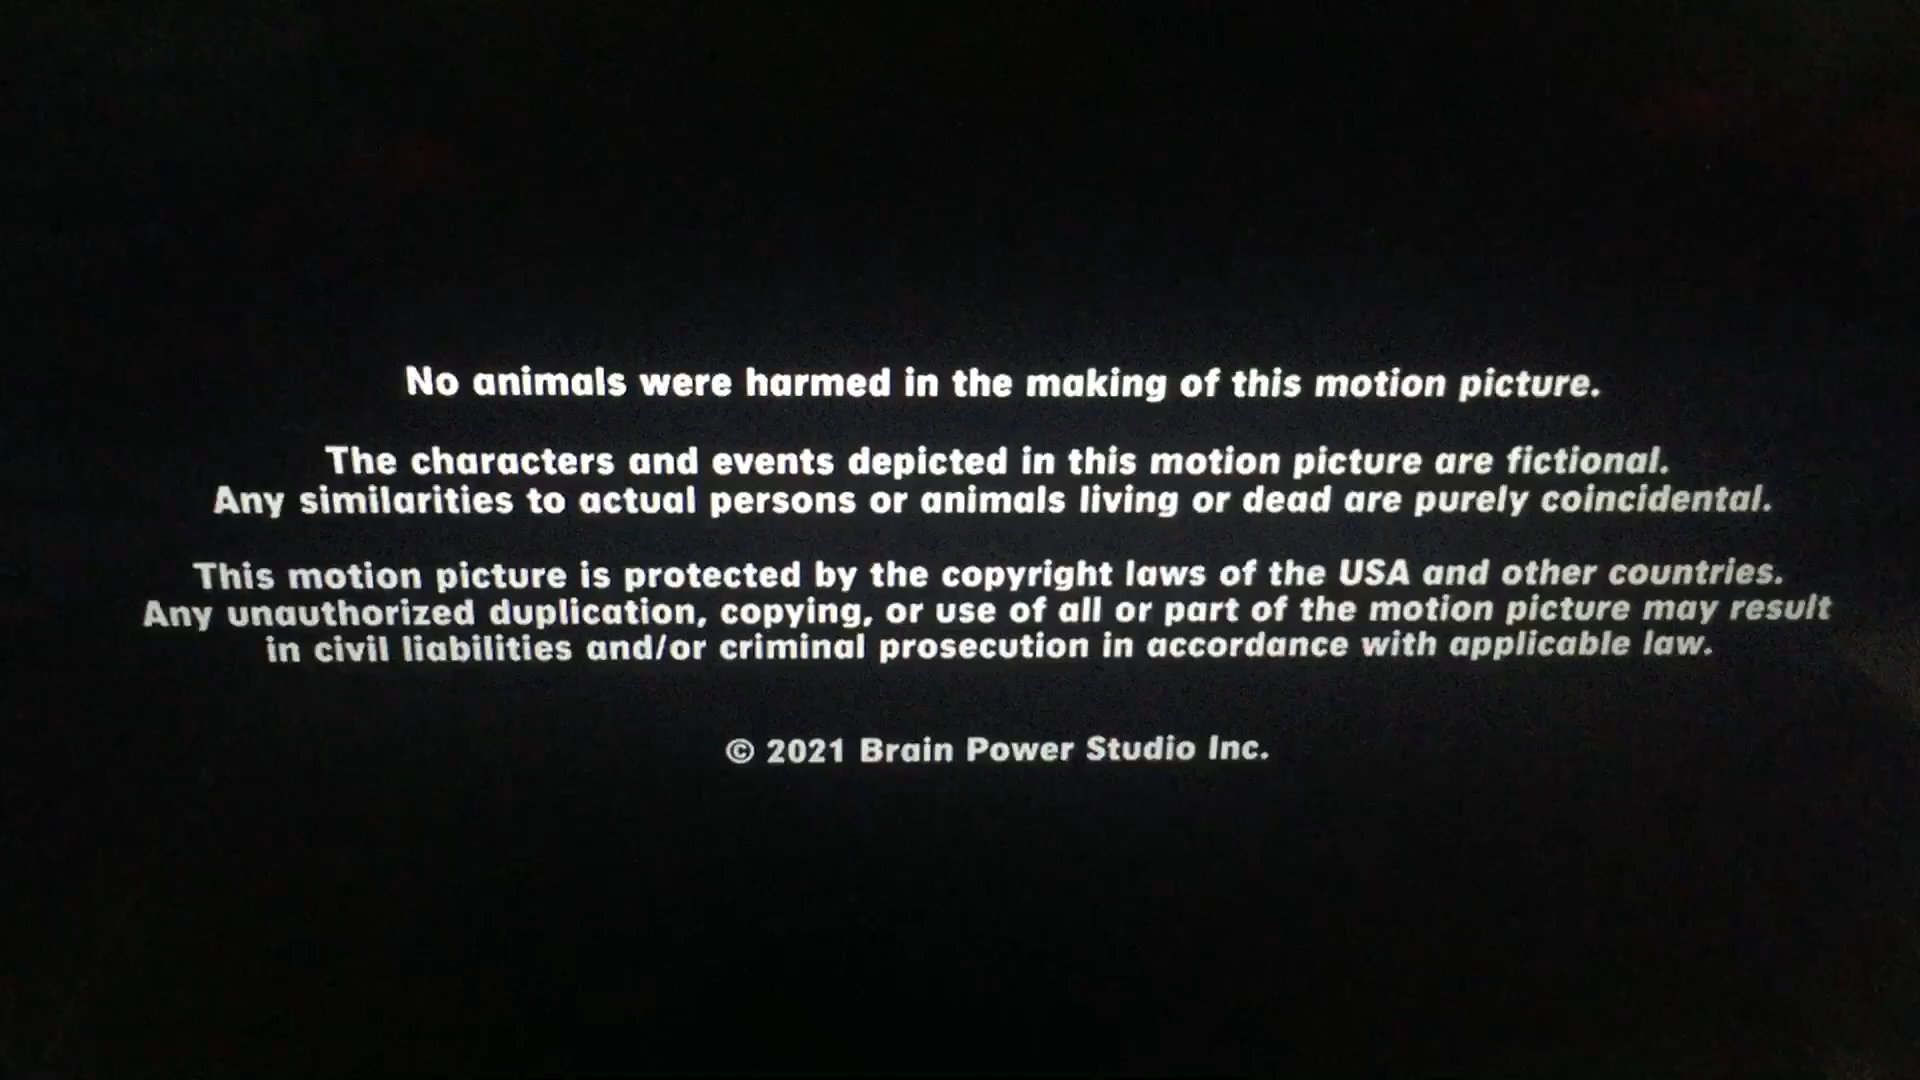 No animals were harmed in the making of this motion picture.
The characters and events depicted in this motion picture are fictional.
Any similarities to actual persons or animals living or dead are purely coincidental.
This motion picture is protected by the copyright laws of the USA and other countries.
Any unauthorized duplication, copying, or use of all or part of the motion picture may result
in civil liabilities and/or criminal prosecution in accordance with applicable law.
© 2021 Brain Power Studio Inc.